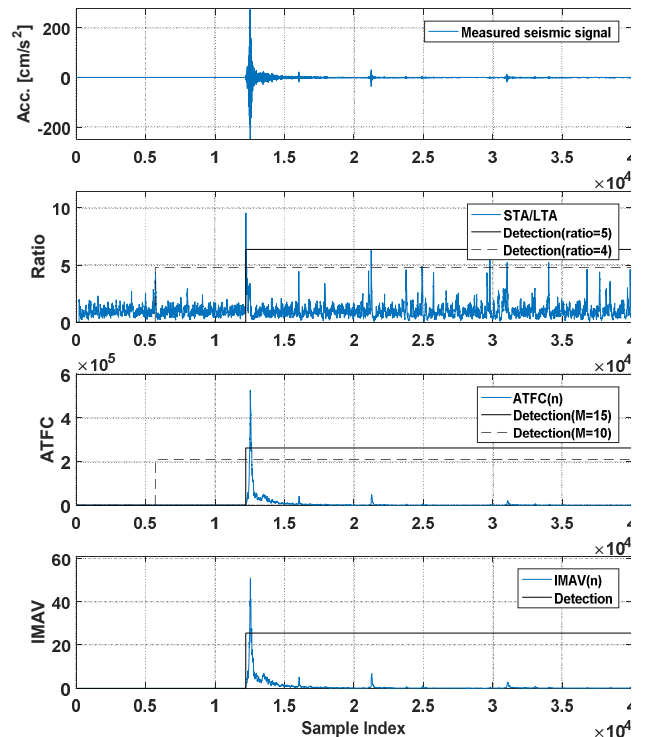 200
0
-200
Acc. [cm/s²]
Measured seismic signal
0 0.5 1 1.5 2 2.5 3 3.5 4
×10⁴
10
5
0
Ratio
STA/LTA
Detection(ratio=5)
Detection(ratio=4)
0 0.5 1 1.5 2 2.5 3 3.5 4
×10⁴
×10⁵
6
4
2
0
ATFC
ATFC(n)
Detection(M=15)
Detection(M=10)
0 0.5 1 1.5 2 2.5 3 3.5 4
×10⁴
60
40
20
0
IMAV
IMAV(n)
Detection
0 0.5 1 1.5 2 2.5 3 3.5 4
Sample Index
×10⁴